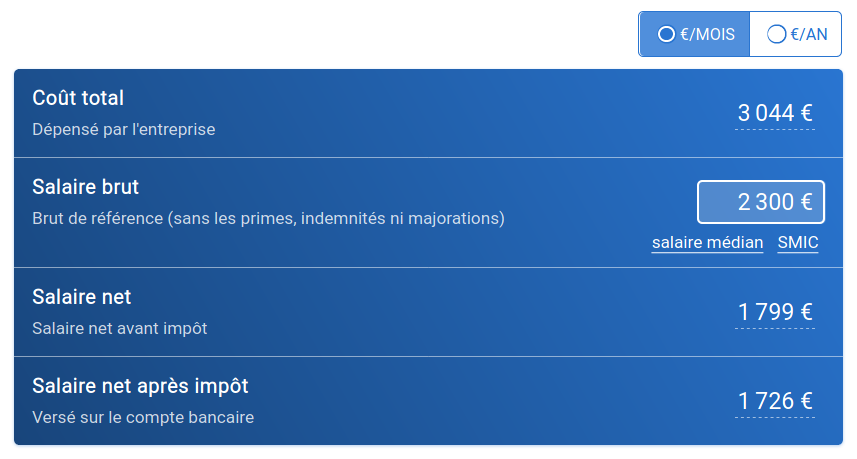 €/MOIS €/AN
Coût total
3 044 €
Dépensé par l'entreprise
Salaire brut
2 300 €
Brut de référence (sans les primes, indemnités ni majorations)
salaire médian SMIC
Salaire net
1 799 €
Salaire net avant impôt
Salaire net après impôt
1 726 €
Versé sur le compte bancaire